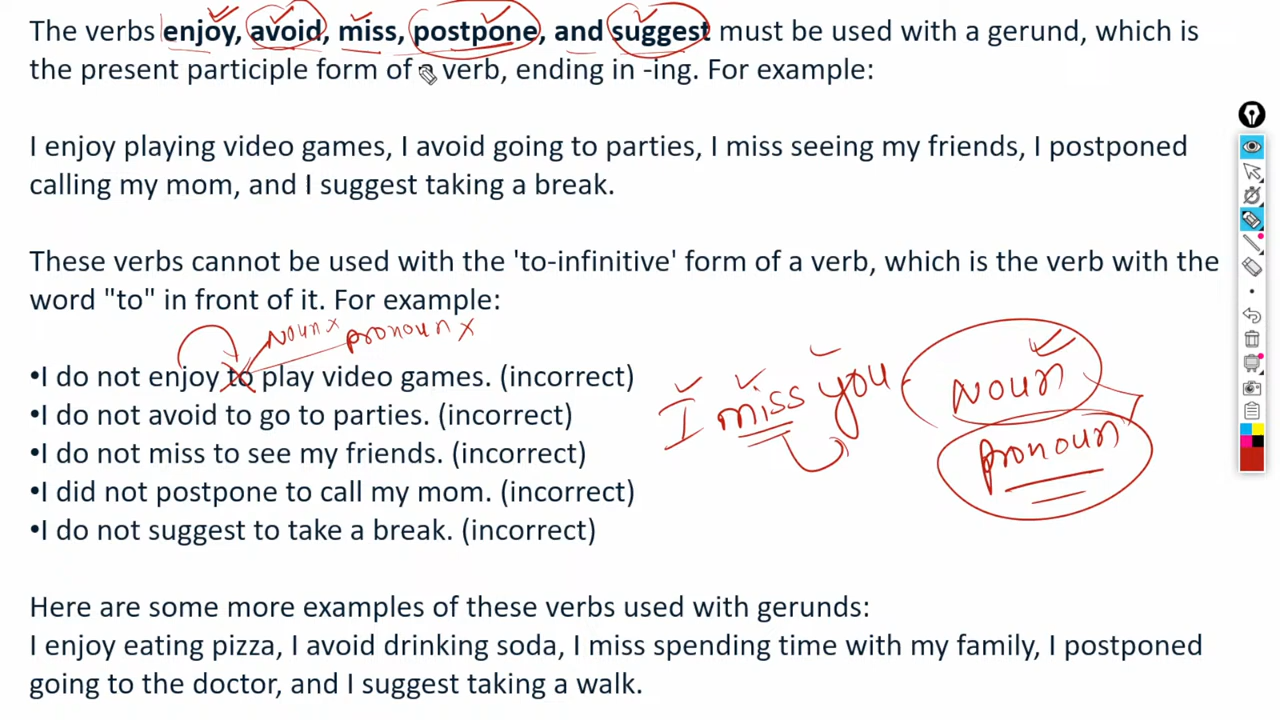 The verbs enjoy, avoid, miss, postpone, and suggest must be used with a gerund, which is
the present participle form of a verb, ending in -ing. For example:
I enjoy playing video games, I avoid going to parties, I miss seeing my friends, I postponed
calling my mom, and I suggest taking a break.
These verbs cannot be used with the 'to-infinitive' form of a verb, which is the verb with the
word "to" in front of it. For example:
Noun x pronoun x
•I do not enjoy to play video games. (incorrect)
•I do not avoid to go to parties. (incorrect)
•I do not miss to see my friends. (incorrect)
•I did not postpone to call my mom. (incorrect)
•I do not suggest to take a break. (incorrect)
I miss you
Noun
pronoun
Here are some more examples of these verbs used with gerunds:
I enjoy eating pizza, I avoid drinking soda, I miss spending time with my family, I postponed
going to the doctor, and I suggest taking a walk.